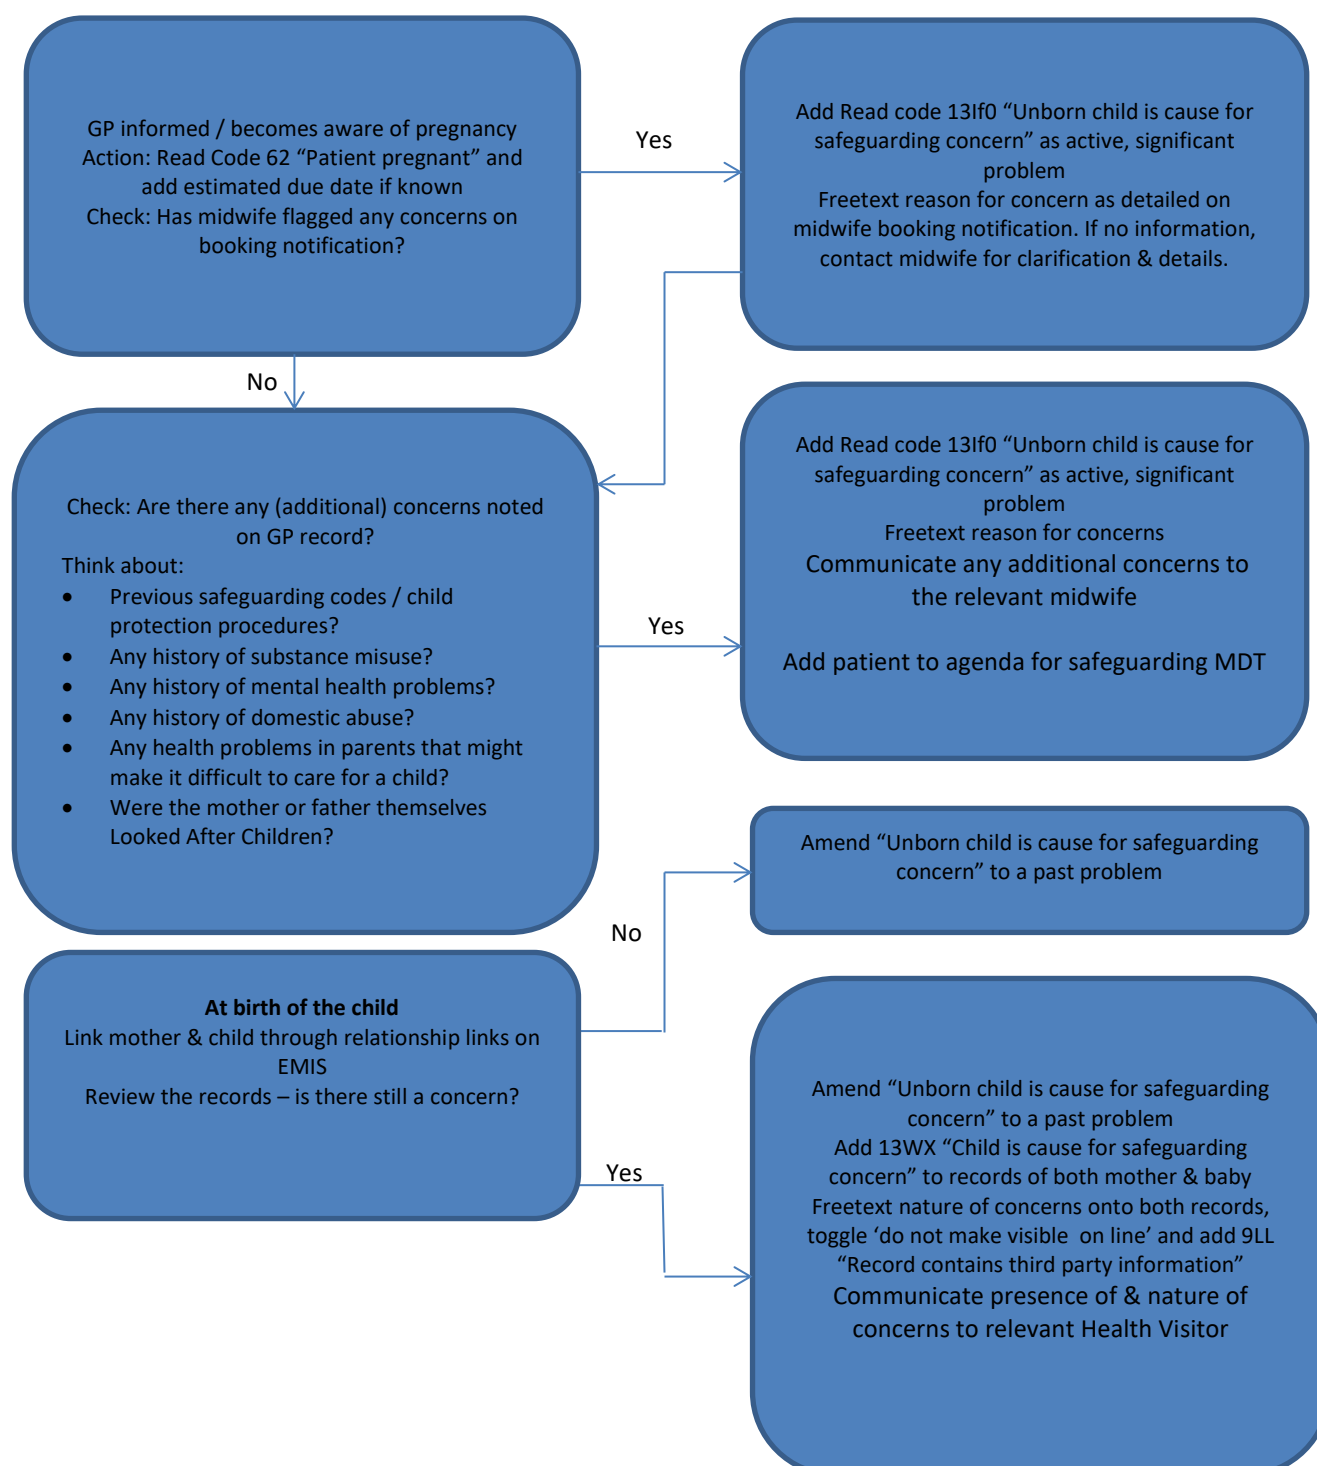 GP informed / becomes aware of pregnancy
Action: Read Code 62 “Patient pregnant” and
add estimated due date if known
Check: Has midwife flagged any concerns on
booking notification?
Yes
Add Read code 13If0 “Unborn child is cause for
safeguarding concern” as active, significant
problem
Freetext reason for concern as detailed on
midwife booking notification. If no information,
contact midwife for clarification & details.
No
Check: Are there any (additional) concerns noted
on GP record?
Think about:
• Previous safeguarding codes / child
protection procedures?
• Any history of substance misuse?
• Any history of mental health problems?
• Any history of domestic abuse?
• Any health problems in parents that might
make it difficult to care for a child?
• Were the mother or father themselves
Looked After Children?
Yes
Add Read code 13If0 “Unborn child is cause for
safeguarding concern” as active, significant
problem
Freetext reason for concerns
Communicate any additional concerns to
the relevant midwife
Add patient to agenda for safeguarding MDT
At birth of the child
Link mother & child through relationship links on
EMIS
Review the records – is there still a concern?
No
Amend “Unborn child is cause for safeguarding
concern” to a past problem
Yes
Amend “Unborn child is cause for safeguarding
concern” to a past problem
Add 13WX “Child is cause for safeguarding
concern” to records of both mother & baby
Freetext nature of concerns onto both records,
toggle ‘do not make visible  on line’ and add 9LL
“Record contains third party information”
Communicate presence of & nature of
concerns to relevant Health Visitor